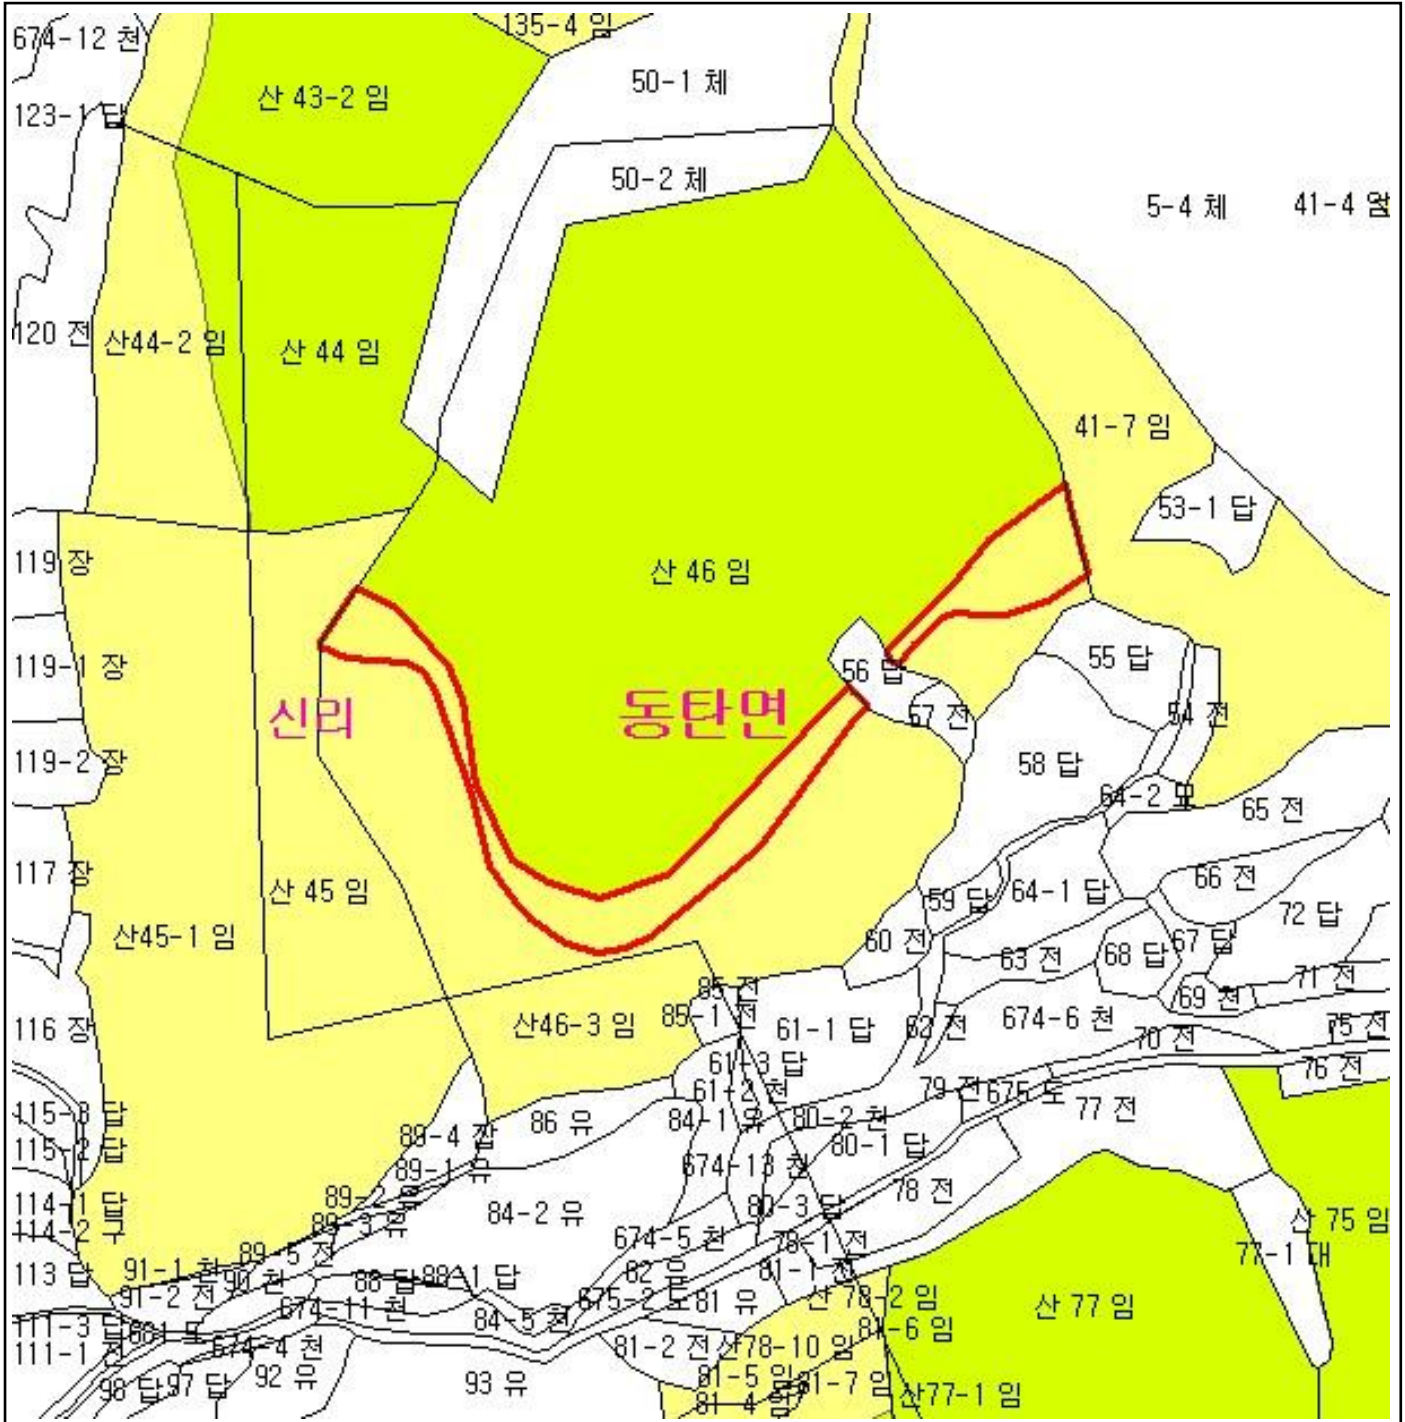 674-12 천
135-4 임
50-1 체
산 43-2 임
123-1 답
50-2 체
5-4 체
41-4
120 전
산44-2 임
산 44 임
41-7 임
53-1 답
119 장
산 46 임
119-1 장
56 답
55 답
신리
동탄면
57 전
54 전
119-2 장
58 답
64-2 묘
65 전
117 장
산 45 임
66 전
59 답
64-1 답
72 답
산45-1 임
60 전
67 답
63 전
68 답
71 전
85 전
69 천
116 장
산46-3 임
85-1 전
61-1 답
62 전
674-6 천
75 전
70 전
61-3 답
76 전
61-2 천
79 전
675 도
115-3 답
86 유
84-1 유
80-2 천
77 전
115-2 답
89-4 잡
80-1 답
89-1 유
674-13 천
78 전
114-1 답
89-2 유
80-3 답
114-2 구
89-3 유
84-2 유
산 75 임
674-5 천
78-1 전
77-1 대
89-5 전
113 답
91-1 천
90 천
88 답
88-1 답
82 유
81-1 전
91-2 전
675-2 도
81 유
산 78-2 임
산 77 임
674-11 천
84-5 천
111-3
81-6 임
111-1 전
674-4 천
81-2 전
산78-10 임
98 답
97 답
92 유
93 유
81-5 임
81-7 임
산77-1 임
81-4 임